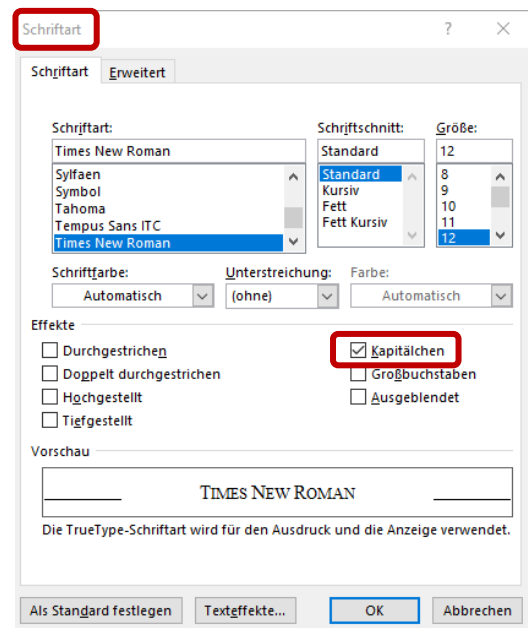 Schriftart ? ×
Schriftart Erweitert
Schriftart: Schriftschnitt: Größe:
Times New Roman Standard 12
Sylfaen Standard 8
Symbol Kursiv 9
Tahoma Fett 10
Tempus Sans ITC Fett Kursiv 11
Times New Roman 12
Schriftfarbe: Unterstreichung: Farbe:
Automatisch (ohne) Automatisch
Effekte
Durchgestrichen Kapitälchen
Doppelt durchgestrichen Großbuchstaben
Hochgestellt Ausgeblendet
Tiefgestellt
Vorschau
Times New Roman
Die TrueType-Schriftart wird für den Ausdruck und die Anzeige verwendet.
Als Standard festlegen Texteffekte... OK Abbrechen